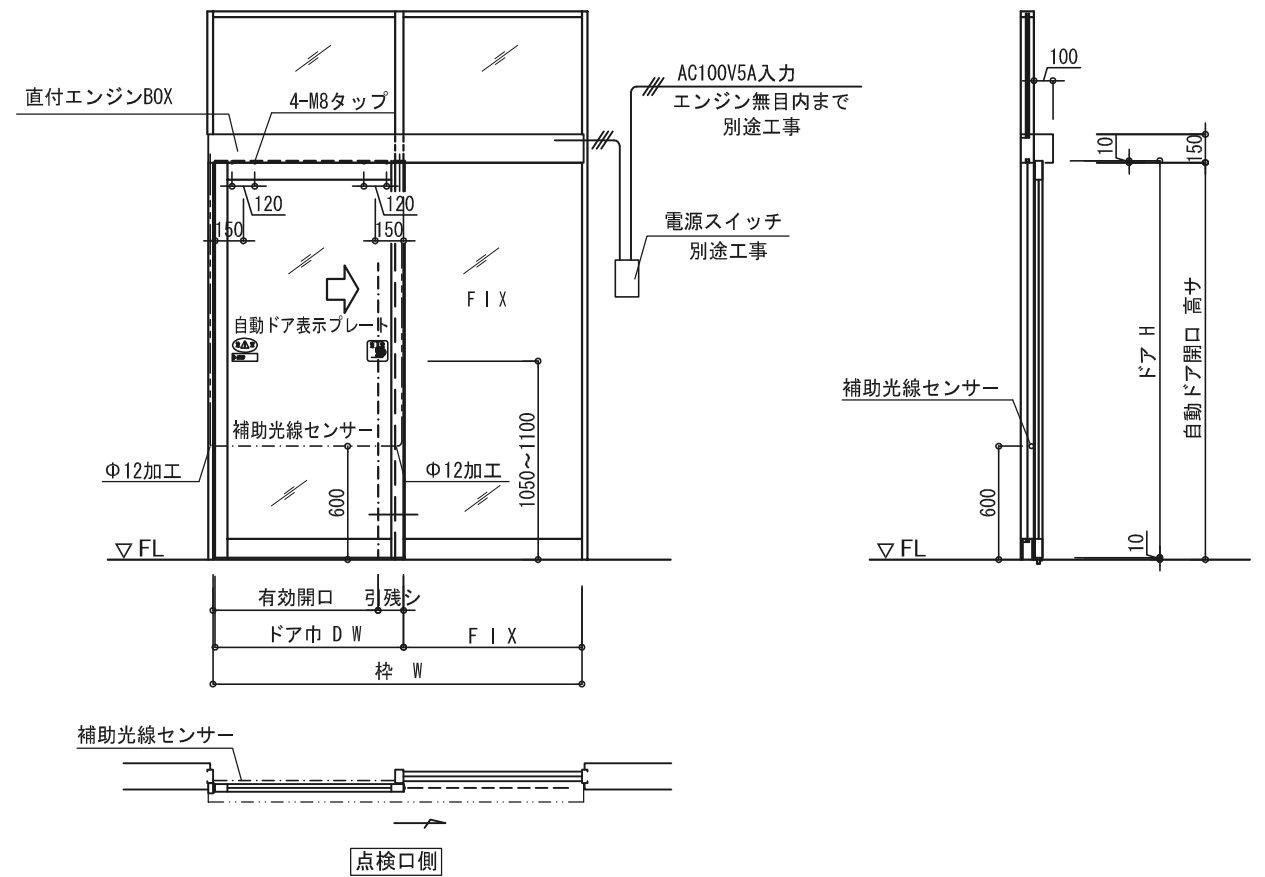 直付エンジンBOX
4-M8タップ
AC100V5A入力
エンジン無目内まで
別途工事
100
10
150
120
120
150
150
電源スイッチ
別途工事
FIX
自動ドア表示プレート
ドア H
自動ドア開口 高サ
補助光線センサー
補助光線センサー
Φ12加工
Φ12加工
600
1050~1100
600
10
▽FL
▽FL
有効開口
引残シ
ドア巾 DW
FIX
枠 W
補助光線センサー
点検口側